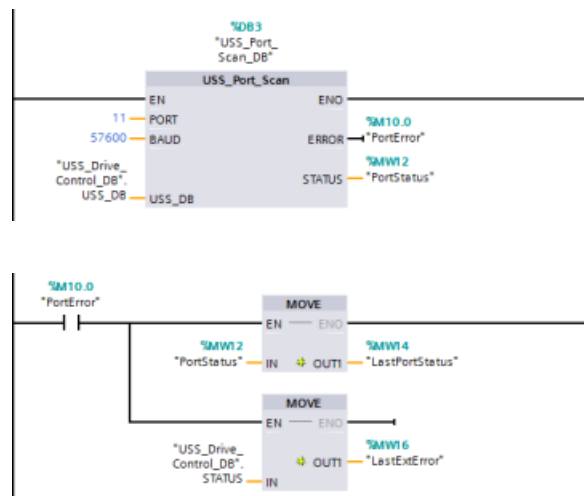 %DB3
"USS_Port_
Scan_DB"
USS_Port_Scan
EN ENO
11 PORT
%M10.0
57600 BAUD
ERROR "PortError"
"USS_Drive_
Control_DB".
USS_DB USS_DB
%MW12
STATUS "PortStatus"
%M10.0
"PortError"
MOVE
EN ENO
%MW12
"PortStatus" IN
%MW14
OUT1 "LastPortStatus"
MOVE
EN ENO
"USS_Drive_
Control_DB".
STATUS IN
%MW16
OUT1 "LastExtError"